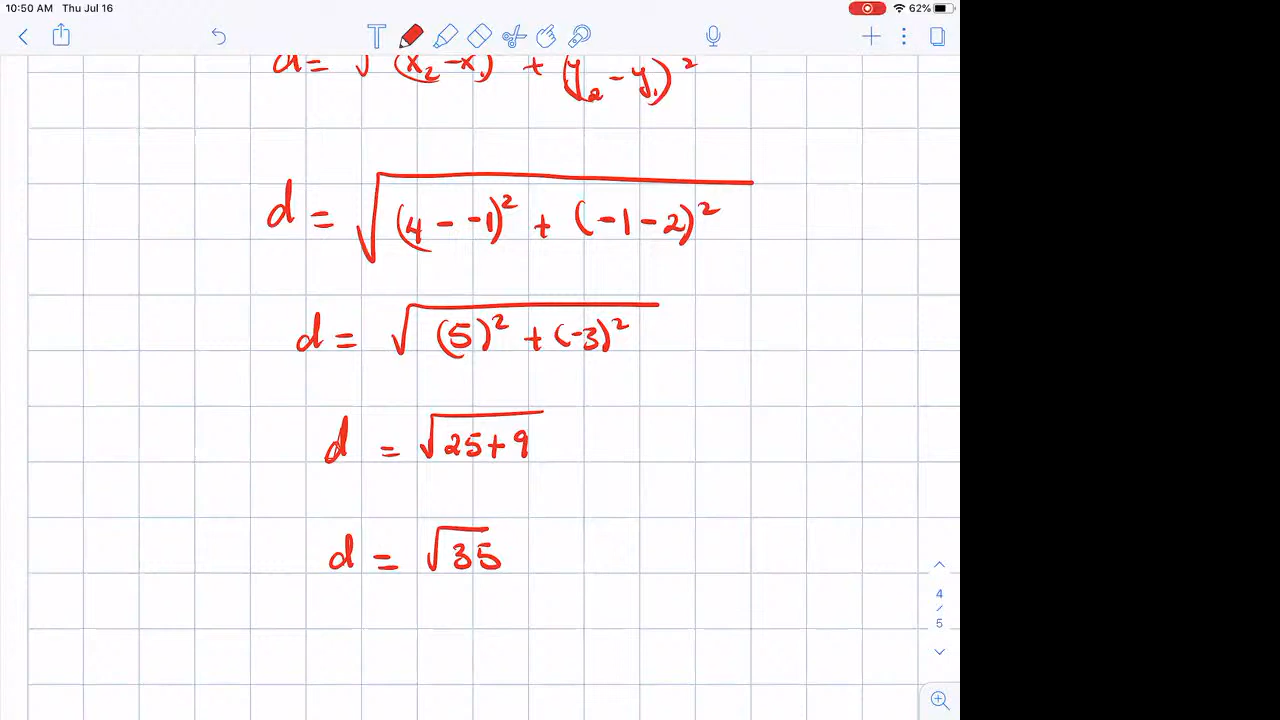 10:50 AM Thu Jul 16
62%
T
d = √(x₂ - x₁) + (y₂ - y₁)²
d = √(4 - -1)² + (-1 - 2)²
d = √(5)² + (-3)²
d = √25+9
d = √35
4
/
5